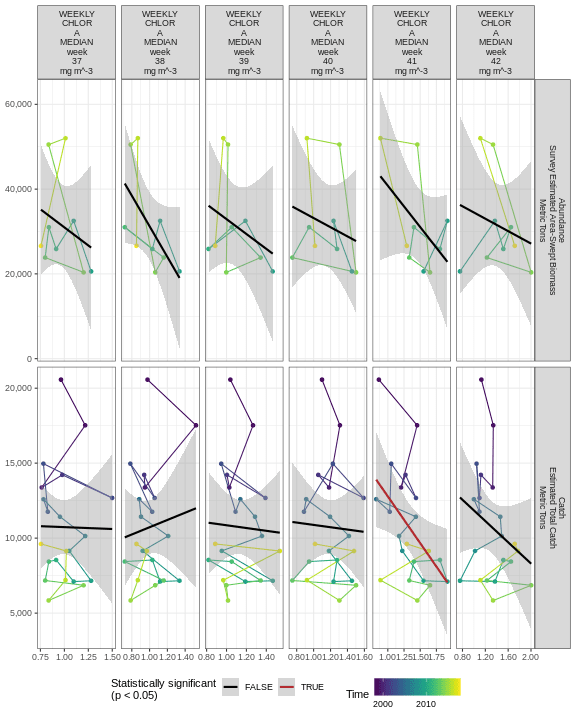 WEEKLY
CHLOR
A
MEDIAN
week
37
mg m^-3
WEEKLY
CHLOR
A
MEDIAN
week
38
mg m^-3
WEEKLY
CHLOR
A
MEDIAN
week
39
mg m^-3
WEEKLY
CHLOR
A
MEDIAN
week
40
mg m^-3
WEEKLY
CHLOR
A
MEDIAN
week
41
mg m^-3
WEEKLY
CHLOR
A
MEDIAN
week
42
mg m^-3
60,000
40,000
20,000
0
Abundance
Survey Estimated Area-Swept Biomass
Metric Tons
20,000
15,000
10,000
5,000
Catch
Estimated Total Catch
Metric Tons
0.75 1.00 1.25 1.50
0.80 1.00 1.20 1.40
0.80 1.00 1.20 1.40
0.80 1.00 1.20 1.40 1.60
1.00 1.25 1.50 1.75
0.80 1.20 1.60 2.00
Statistically significant
(p < 0.05)
FALSE
TRUE
Time
2000 2010